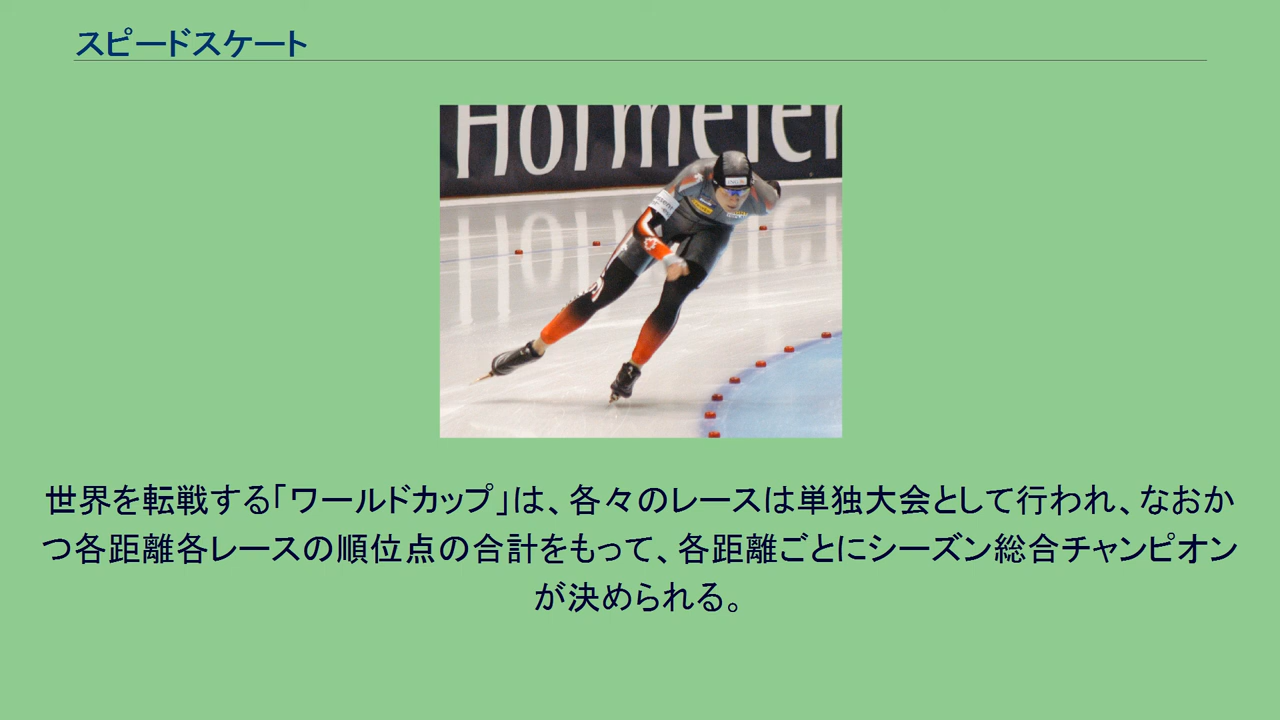 スピードスケート
Hofmeier
世界を転戦する｢ワールドカップ｣は、各々のレースは単独大会として行われ、なおか
つ各距離各レースの順位点の合計をもって、各距離ごとにシーズン総合チャンピオン
が決められる。